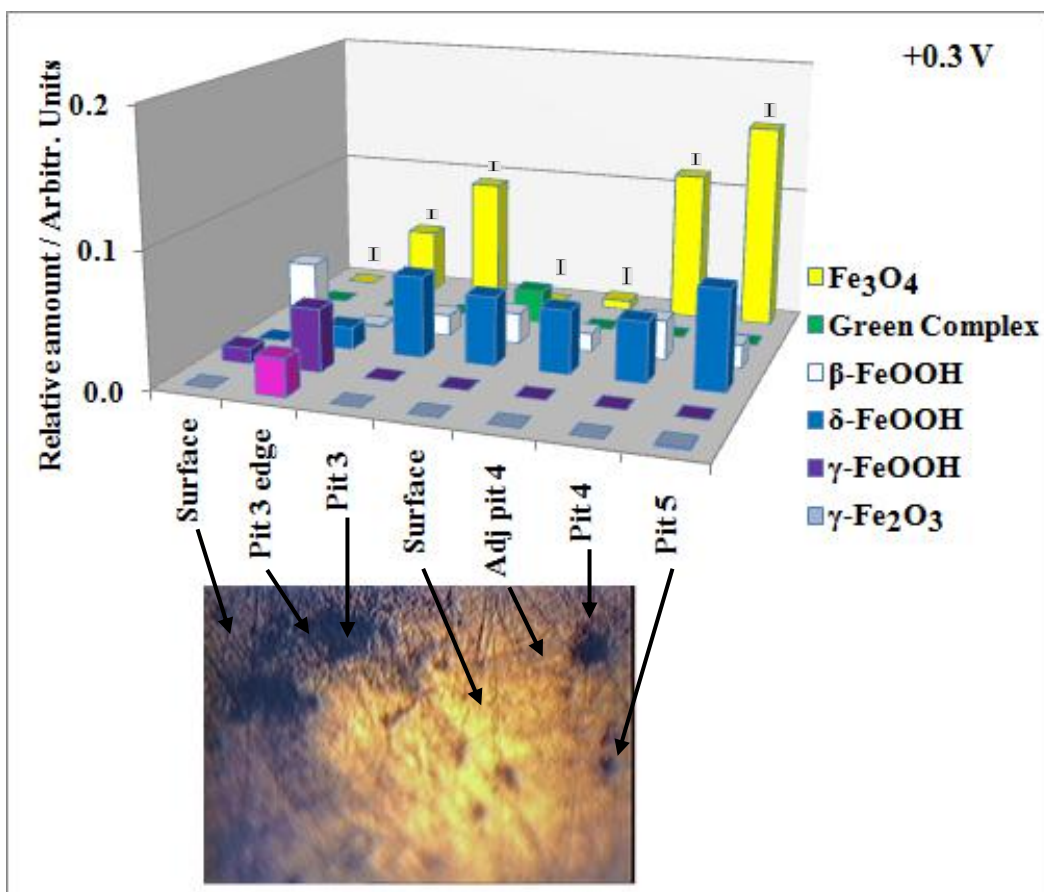 +0.3 V
Relative amount / Arbitr. Units
0.2
0.1
0.0
Fe₃O₄
Green Complex
β-FeOOH
δ-FeOOH
γ-FeOOH
γ-Fe₂O₃
Surface
Pit 3 edge
Pit 3
Surface
Adj pit 4
Pit 4
Pit 5